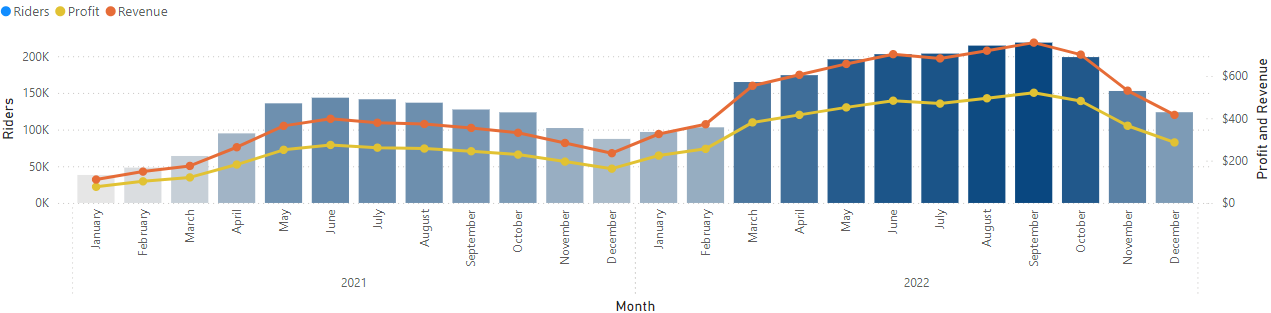 Riders Profit Revenue
200K
150K
100K
50K
0K
Riders
$600
$400
$200
$0
Profit and Revenue
January February March April May June July August September October November December January February March April May June July August September October November December
2021 2022
Month